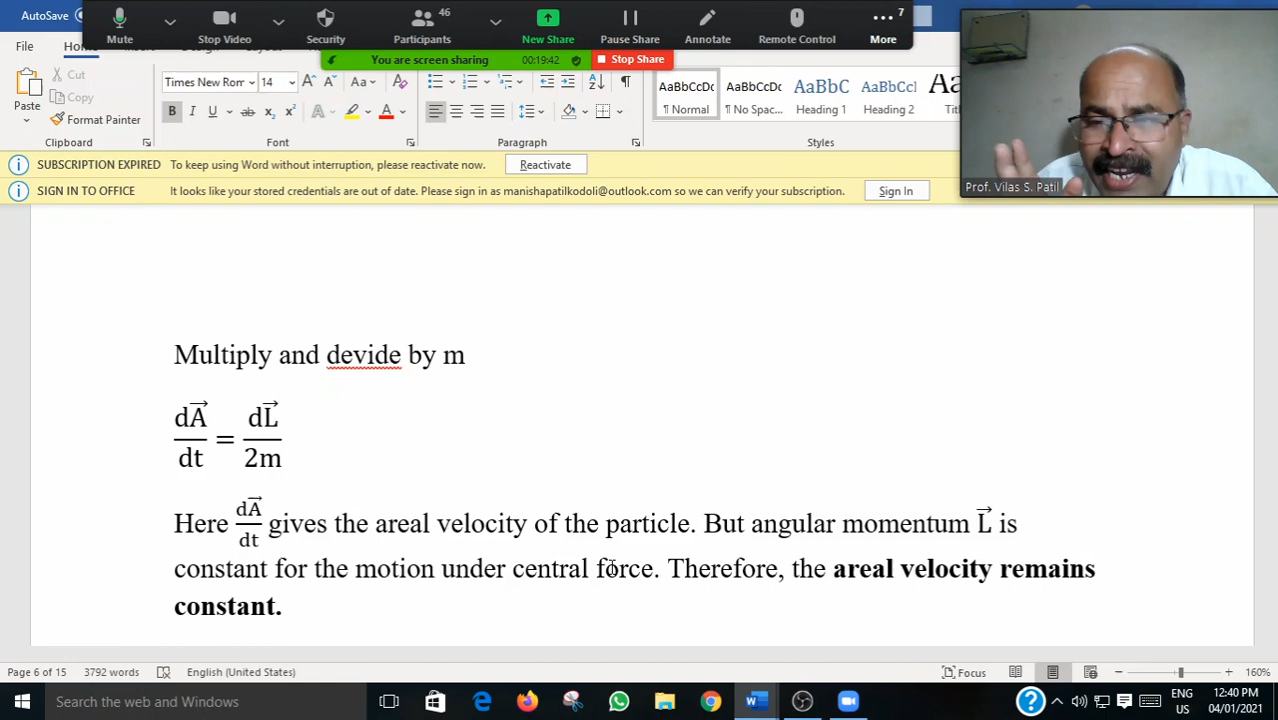 AutoSave
Mute
Stop Video
Security
46
Participants
New Share
Pause Share
Annotate
Remote Control
7
More
You are screen sharing
00:19:42
Stop Share
File
Paste
Cut
Copy
Format Painter
Clipboard
Times New Rom
14
Aa
B I U ab x₂ x²
A
A
Font
Paragraph
AaBbCcDc
¶ Normal
AaBbCcDc
¶ No Spac...
AaBbC
Heading 1
AaBbCcl
Heading 2
Styles
Prof. Vilas S. Patil
SUBSCRIPTION EXPIRED To keep using Word without interruption, please reactivate now. Reactivate
SIGN IN TO OFFICE It looks like your stored credentials are out of date. Please sign in as manishapatilkodoli@outlook.com so we can verify your subscription. Sign In
Multiply and devide by m
dA⃗/dt = dL⃗/2m
Here dA⃗/dt gives the areal velocity of the particle. But angular momentum L⃗ is
constant for the motion under central force. Therefore, the areal velocity remains
constant.
Page 6 of 15 3792 words English (United States) Focus 160%
Search the web and Windows
ENG
US
12:40 PM
04/01/2021